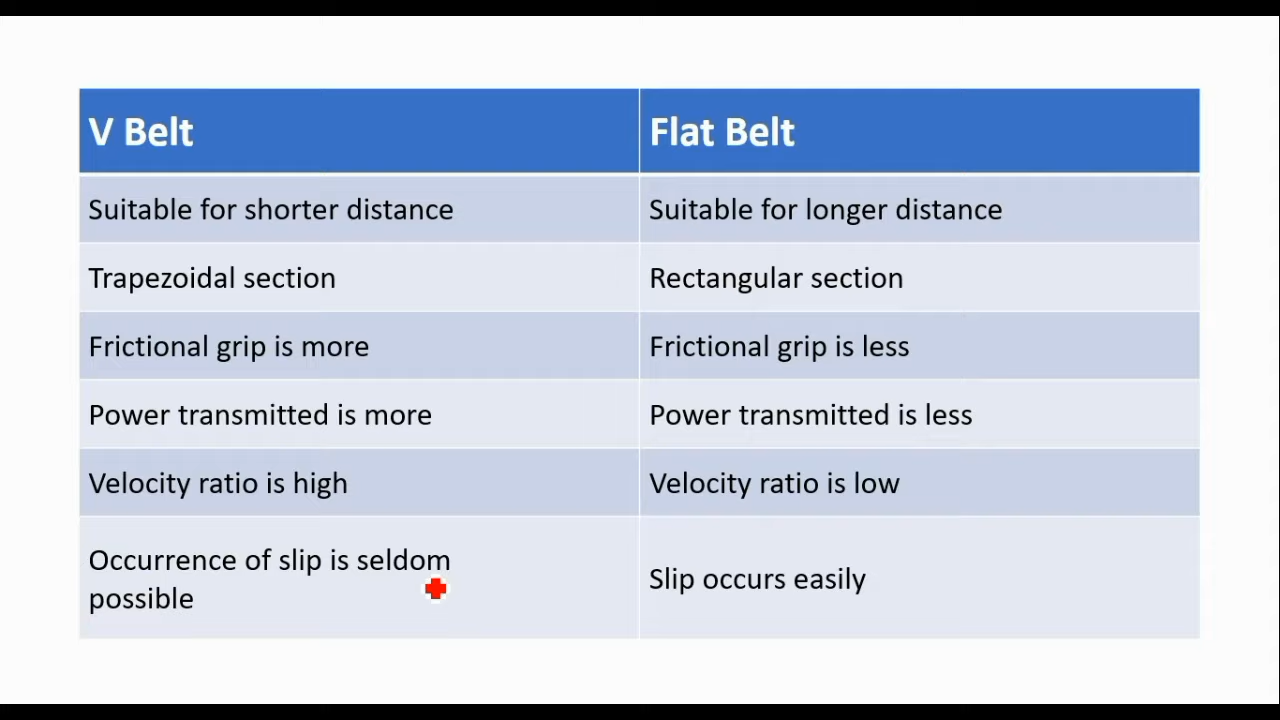 V Belt
Flat Belt
Suitable for shorter distance
Suitable for longer distance
Trapezoidal section
Rectangular section
Frictional grip is more
Frictional grip is less
Power transmitted is more
Power transmitted is less
Velocity ratio is high
Velocity ratio is low
Occurrence of slip is seldom
possible
Slip occurs easily